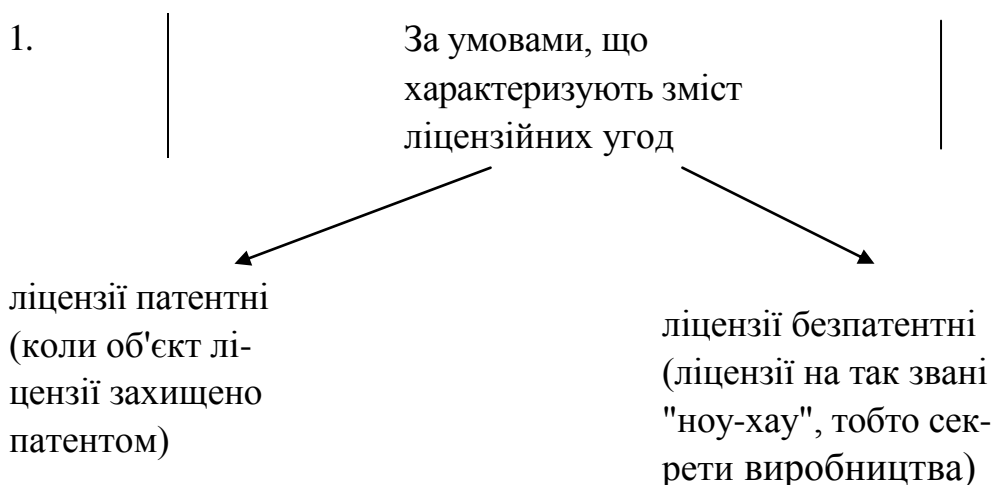 1.
За умовами, що
характеризують зміст
ліцензійних угод
ліцензії патентні
(коли об'єкт лі-
цензії захищено
патентом)
ліцензії безпатентні
(ліцензії на так звані
"ноу-хау", тобто сек-
рети виробництва)